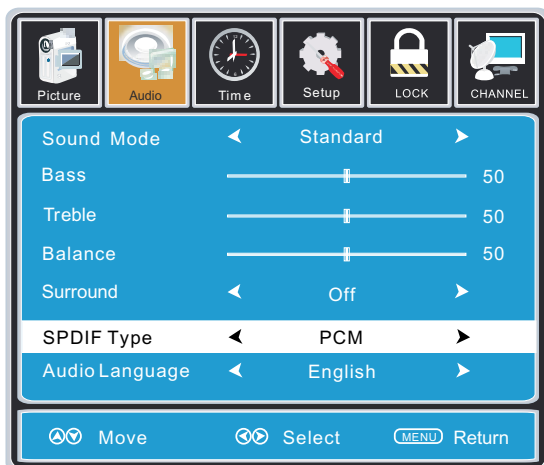 Picture Audio Time Setup LOCK CHANNEL
Sound Mode Standard
Bass 50
Treble 50
Balance 50
Surround Off
SPDIF Type PCM
Audio Language English
Move Select MENU Return